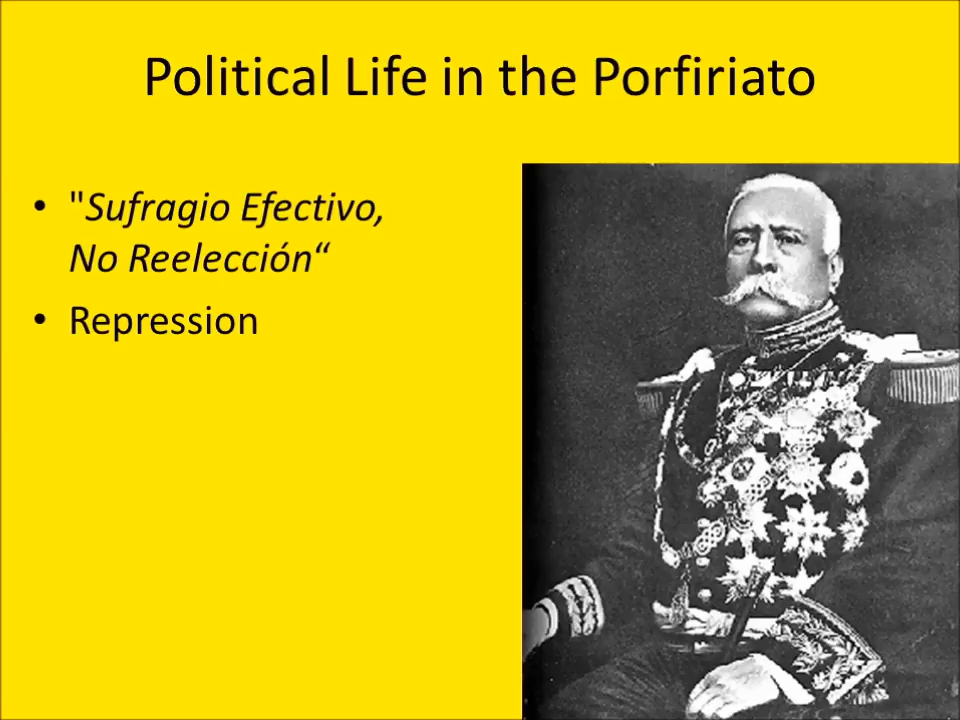 Political Life in the Porfiriato
• "Sufragio Efectivo,
No Reelección“
• Repression